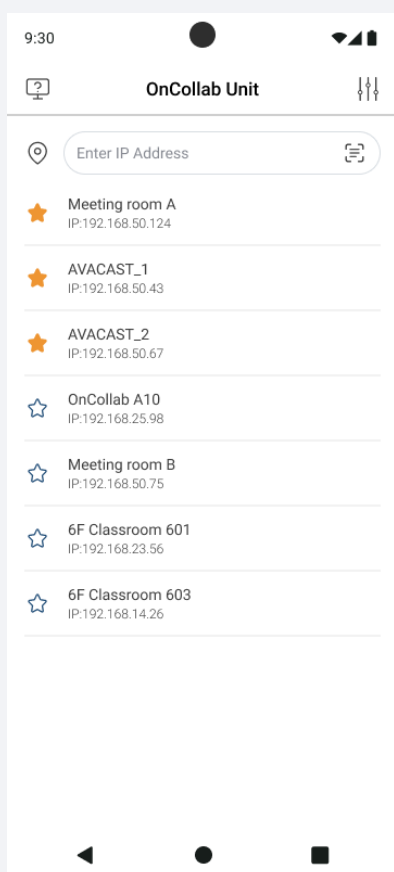 9:30
OnCollab Unit
Enter IP Address
Meeting room A
IP:192.168.50.124
AVACAST_1
IP:192.168.50.43
AVACAST_2
IP:192.168.50.67
OnCollab A10
IP:192.168.25.98
Meeting room B
IP:192.168.50.75
6F Classroom 601
IP:192.168.23.56
6F Classroom 603
IP:192.168.14.26